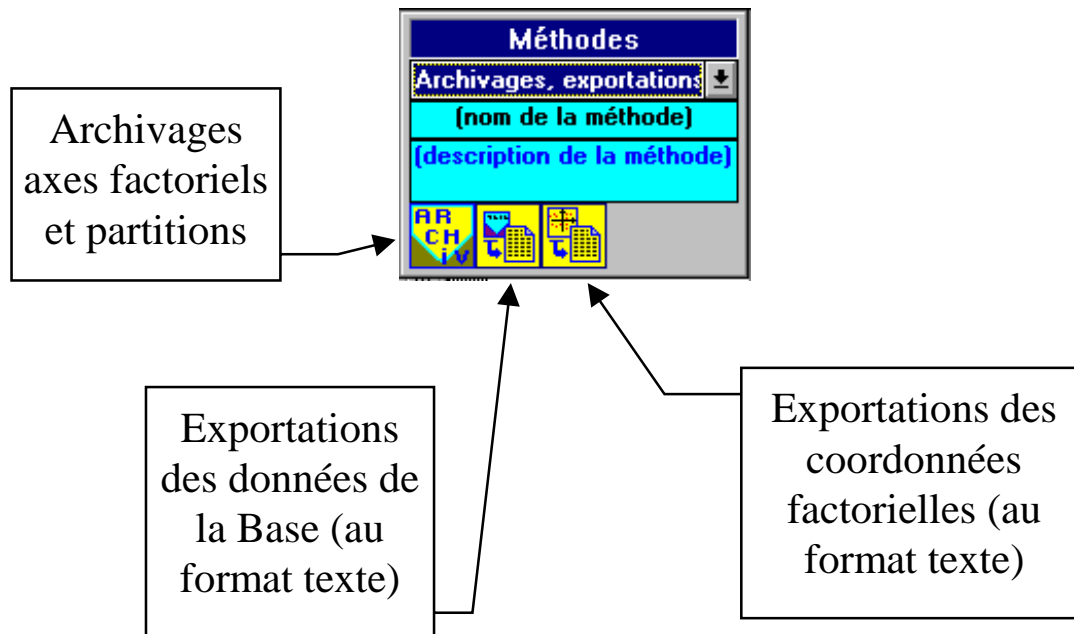 Méthodes
Archivages, exportations
(nom de la méthode)
(description de la méthode)
AR
CH
iV
Archivages
axes factoriels
et partitions
Exportations
des données de
la Base (au
format texte)
Exportations des
coordonnées
factorielles (au
format texte)